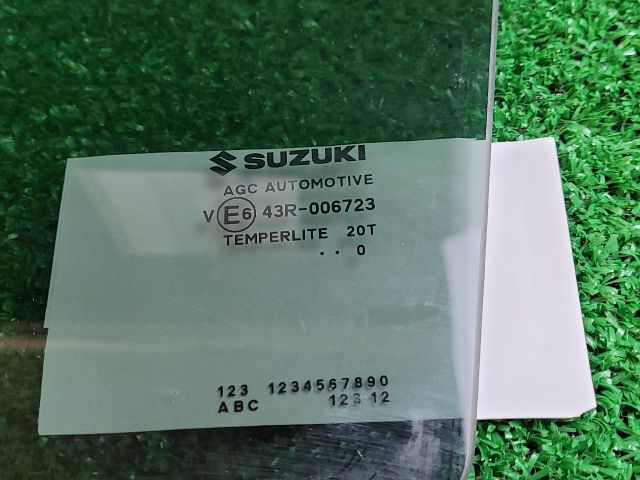 SUZUKI
AGC AUTOMOTIVE
V E6 43R-006723
TEMPERLITE 20T
. . 0
123 1234567890
ABC 123 12